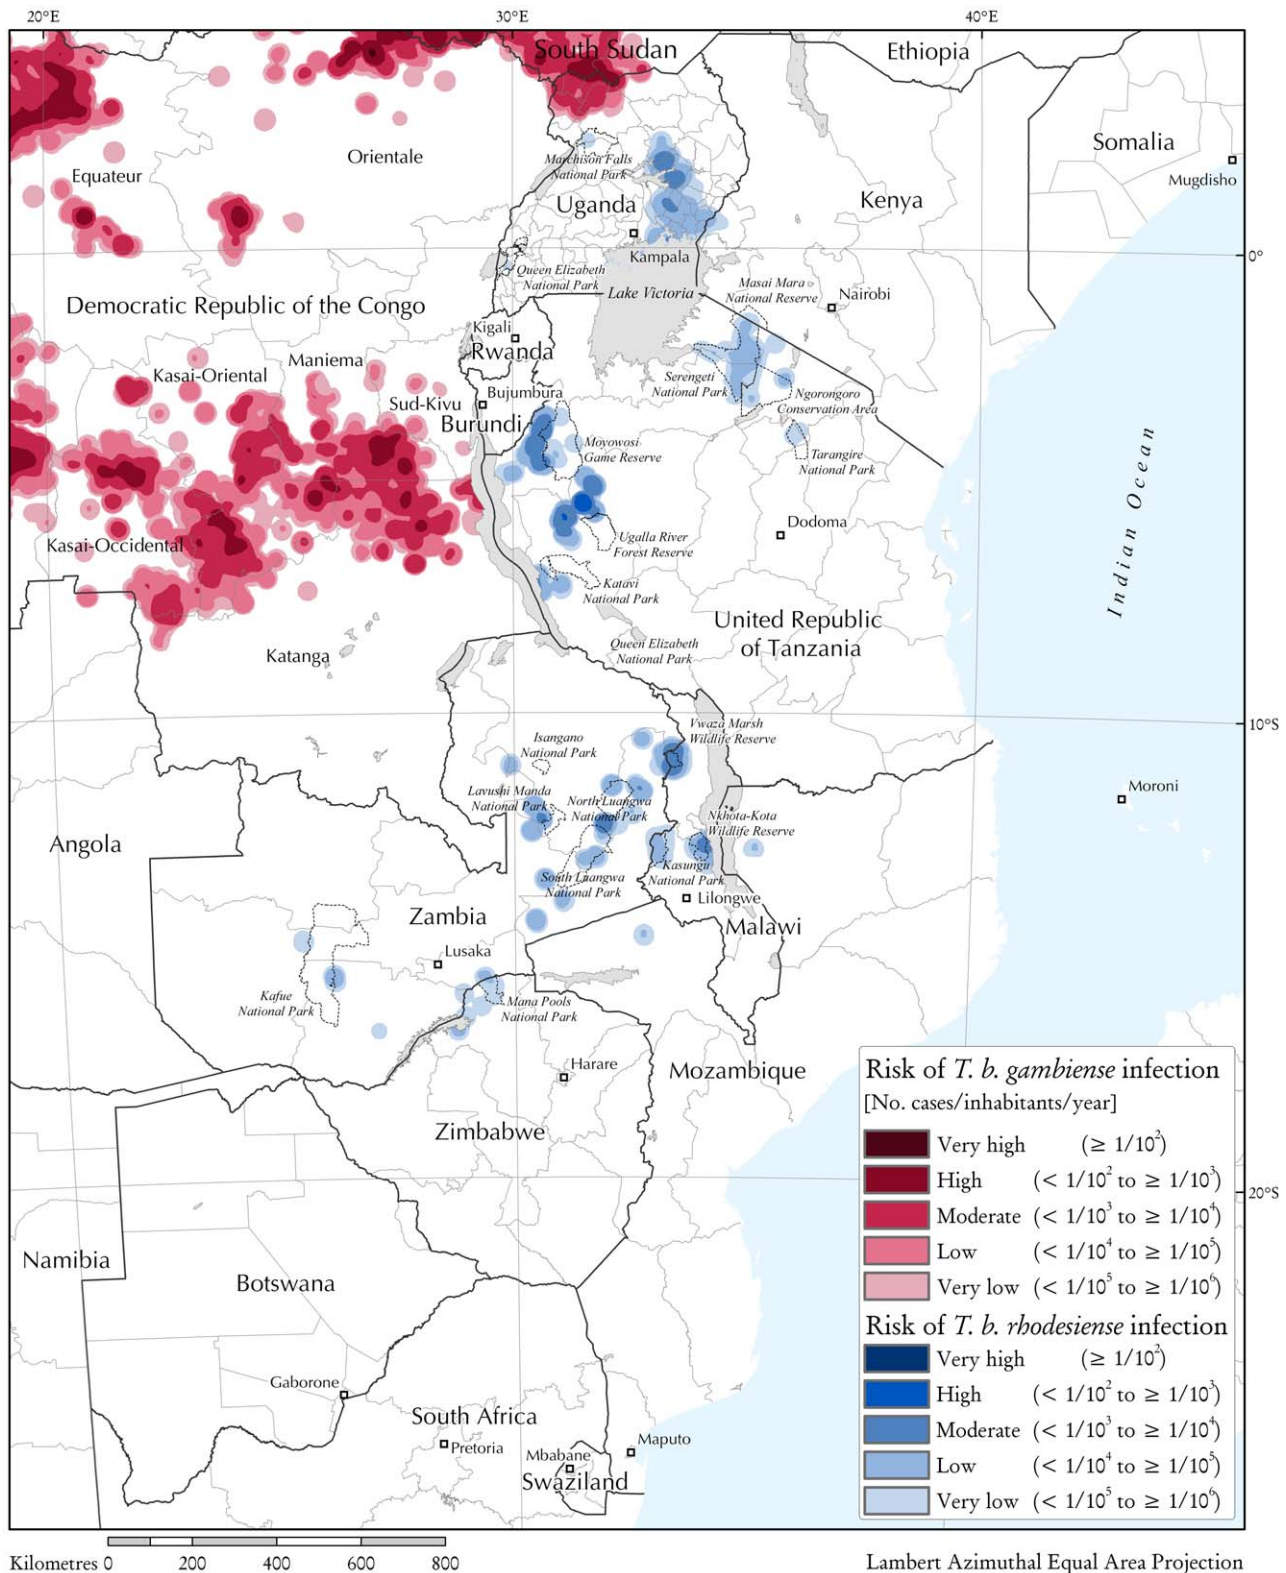 20°E
30°E
40°E
South Sudan
Ethiopia
Somalia
Mugdisho
Orientale
Equateur
Marchison Falls
National Park
Uganda
Kenya
Kampala
0°
Queen Elizabeth
National Park
Lake Victoria
Masai Mara
National Reserve
Nairobi
Democratic Republic of the Congo
Kigali
Rwanda
Maniema
Kasai-Oriental
Serengeti
National Park
Ngorongoro
Conservation Area
Sud-Kivu
Bujumbura
Burundi
Moyowosi
Game Reserve
Tarangire
National Park
Indian Ocean
Dodoma
Ugalla River
Forest Reserve
Kasai-Occidental
Katavi
National Park
United Republic
of Tanzania
Queen Elizabeth
National Park
Katanga
10°S
Vwaza Marsh
Wildlife Reserve
Isangano
National Park
Moroni
Lavushi Manda
National Park
North Luangwa
National Park
Nkhota-Kota
Wildlife Reserve
Angola
Kasungu
National Park
South Luangwa
National Park
Lilongwe
Zambia
Malawi
Lusaka
Kafue
National Park
Mana Pools
National Park
Harare
Mozambique
Zimbabwe
20°S
Namibia
Botswana
Gaborone
South Africa
Pretoria
Maputo
Mbabane
Swaziland
Risk of T. b. gambiense infection
[No. cases/inhabitants/year]
Very high (≥ 1/10²)
High (< 1/10² to ≥ 1/10³)
Moderate (< 1/10³ to ≥ 1/10⁴)
Low (< 1/10⁴ to ≥ 1/10⁵)
Very low (< 1/10⁵ to ≥ 1/10⁶)
Risk of T. b. rhodesiense infection
Very high (≥ 1/10²)
High (< 1/10² to ≥ 1/10³)
Moderate (< 1/10³ to ≥ 1/10⁴)
Low (< 1/10⁴ to ≥ 1/10⁵)
Very low (< 1/10⁵ to ≥ 1/10⁶)
Kilometres 0 200 400 600 800
Lambert Azimuthal Equal Area Projection